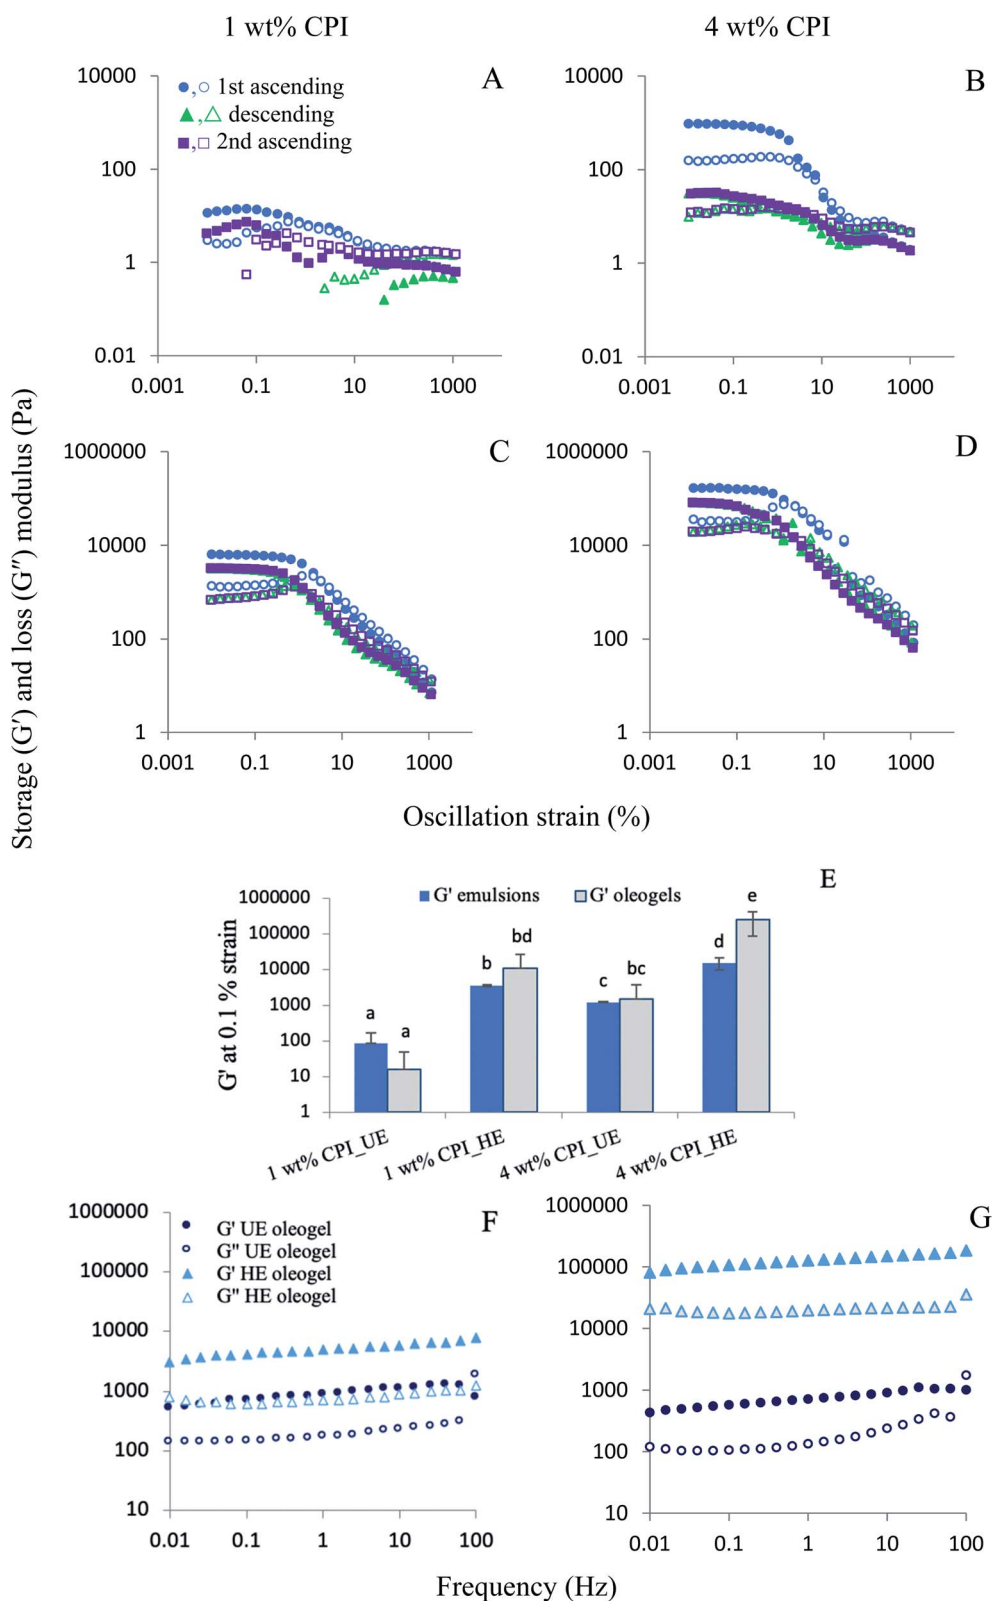 1 wt% CPI
4 wt% CPI
A
B
10000
100
1
0.01
1st ascending
descending
2nd ascending
0.001
0.1
10
1000
10000
100
1
0.01
0.001
0.1
10
1000
C
D
1000000
10000
100
1
0.001
0.1
10
1000
1000000
10000
100
1
0.001
0.1
10
1000
Storage (G′) and loss (G″) modulus (Pa)
Oscillation strain (%)
E
G' emulsions
G' oleogels
G' at 0.1 % strain
1000000
100000
10000
1000
100
10
1
a
a
b
bd
c
bc
d
e
1 wt% CPI_UE
1 wt% CPI_HE
4 wt% CPI_UE
4 wt% CPI_HE
F
G
1000000
100000
10000
1000
100
10
G' UE oleogel
G'' UE oleogel
G' HE oleogel
G'' HE oleogel
0.01
0.1
1
10
100
1000000
100000
10000
1000
100
10
0.01
0.1
1
10
100
Frequency (Hz)